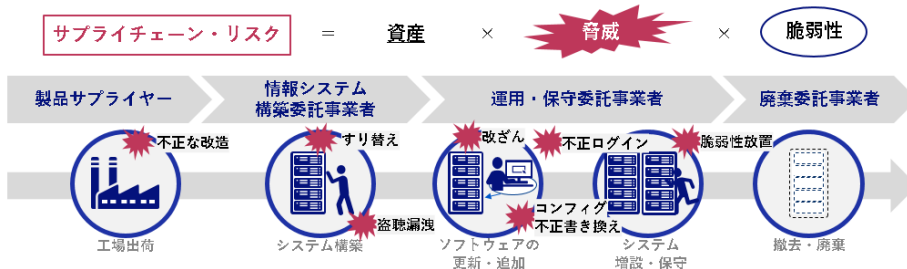 サプライチェーン・リスク = 資産 × 脅威 × 脆弱性
製品サプライヤー
情報システム
構築委託事業者
運用・保守委託事業者
廃棄委託事業者
不正な改造
すり替え
改ざん
不正ログイン
脆弱性放置
盗聴漏洩
コンフィグ
不正書き換え
工場出荷
システム構築
ソフトウェアの
更新・追加
システム
増設・保守
撤去・廃棄